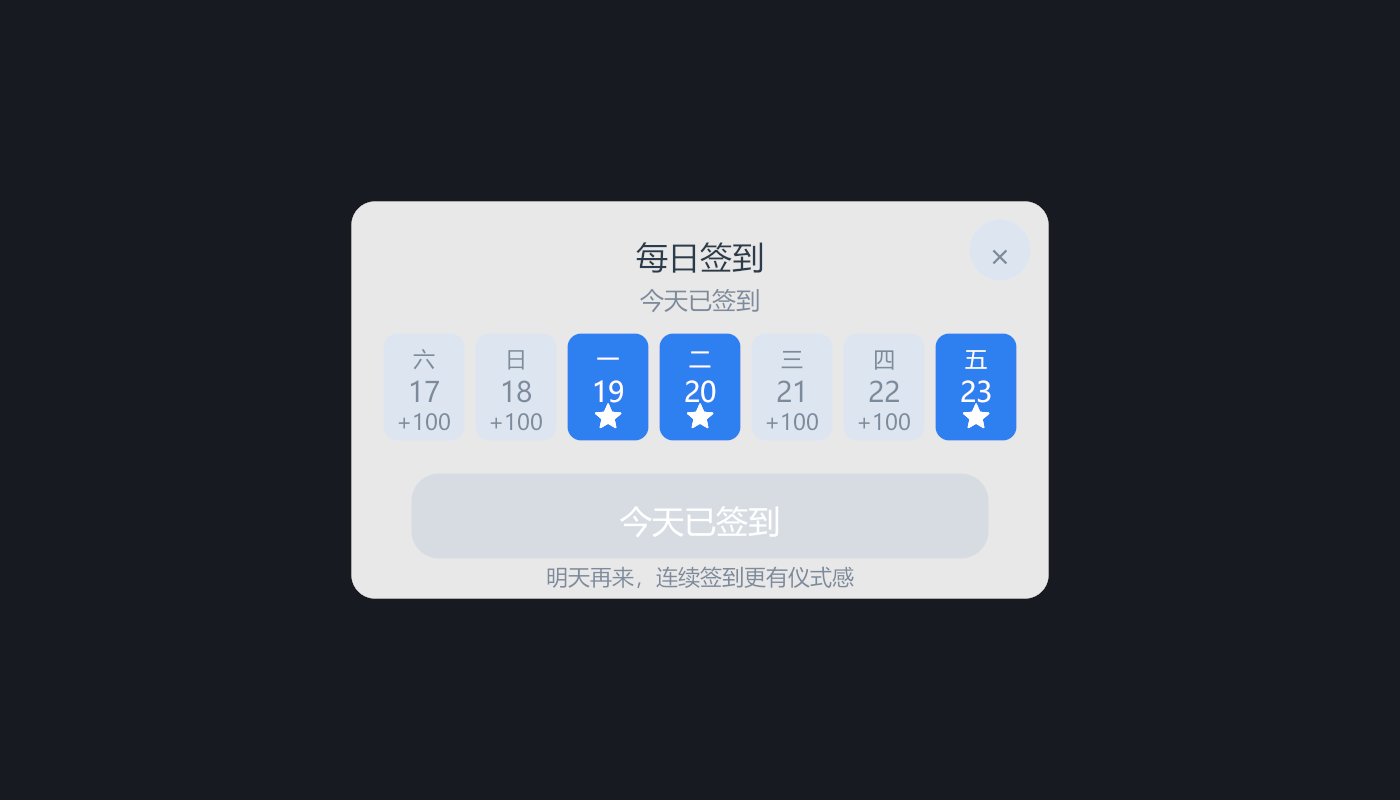 每日签到
×
今天已签到
六 日 一 二 三 四 五
17 18 19 20 21 22 23
+100 +100 +100 +100
今天已签到
明天再来，连续签到更有仪式感